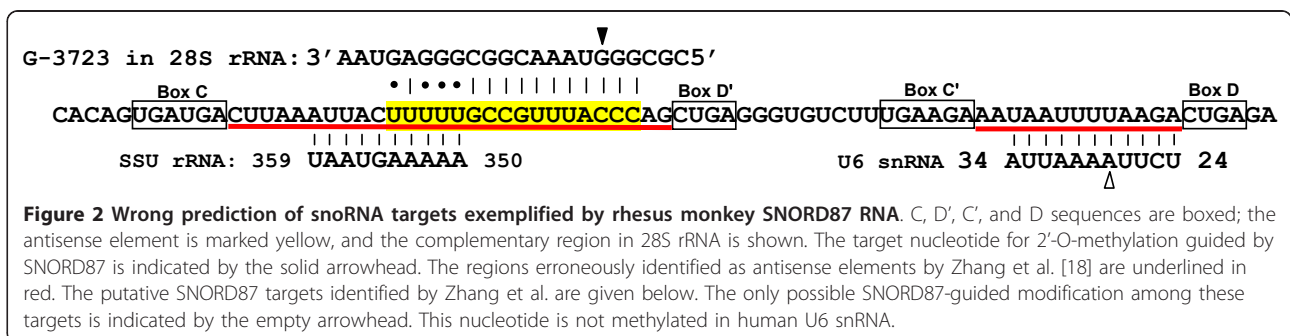 G-3723 in 28S rRNA: 3’AAUGAGGGCGGCAAAUGGGCGC5’
Box C Box D' Box C' Box D
CACAGUGAUGACUUAAAUUACUUUUUGCCGUUUACCCAGCUGAGGGUGUCUUUGAAGAAAUAAUUUUAAGACUGAGA
SSU rRNA: 359 UAAUGAAAAA 350 U6 snRNA 34 AUUAAAAUUCU 24
Figure 2 Wrong prediction of snoRNA targets exemplified by rhesus monkey SNORD87 RNA. C, D’, C’, and D sequences are boxed; the
antisense element is marked yellow, and the complementary region in 28S rRNA is shown. The target nucleotide for 2’-O-methylation guided by
SNORD87 is indicated by the solid arrowhead. The regions erroneously identified as antisense elements by Zhang et al. [18] are underlined in
red. The putative SNORD87 targets identified by Zhang et al. are given below. The only possible SNORD87-guided modification among these
targets is indicated by the empty arrowhead. This nucleotide is not methylated in human U6 snRNA.